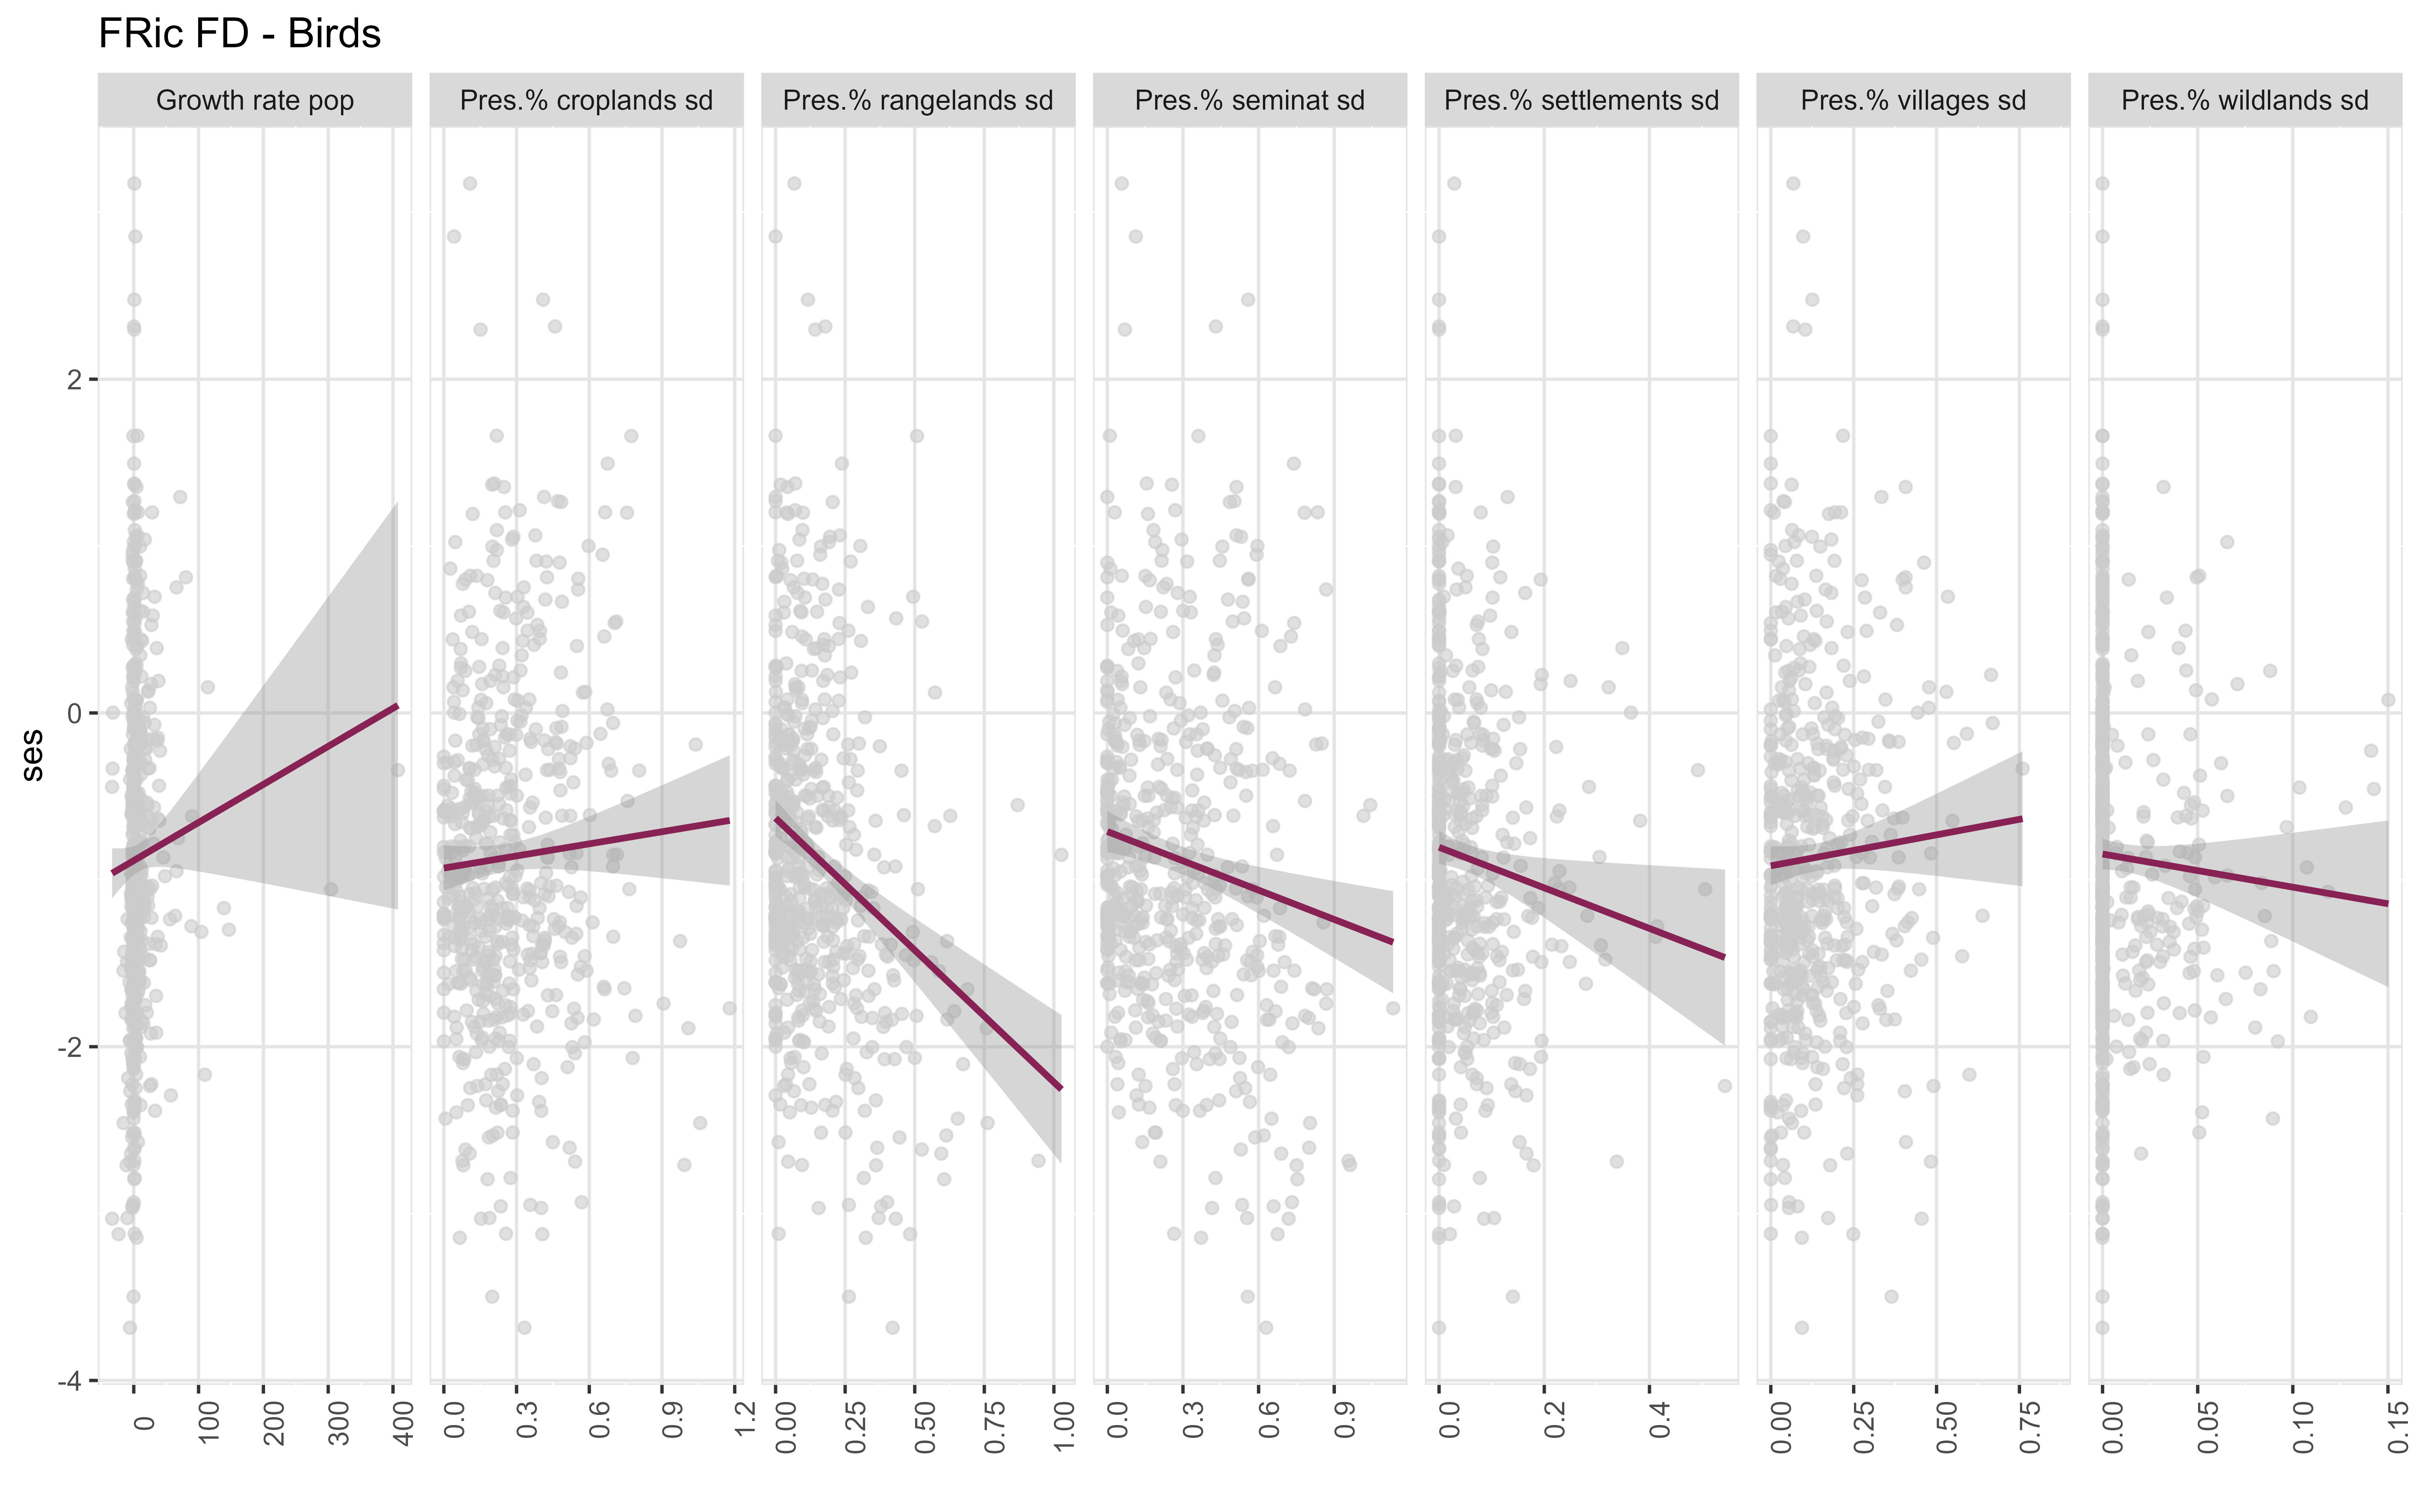 FRic FD - Birds
Growth rate pop
Pres.% croplands sd
Pres.% rangelands sd
Pres.% seminat sd
Pres.% settlements sd
Pres.% villages sd
Pres.% wildlands sd
ses
2
0
-2
-4
0 100 200 300 400
0.0 0.3 0.6 0.9 1.2
0.00 0.25 0.50 0.75 1.00
0.0 0.3 0.6 0.9
0.0 0.2 0.4
0.00 0.25 0.50 0.75
0.00 0.05 0.10 0.15